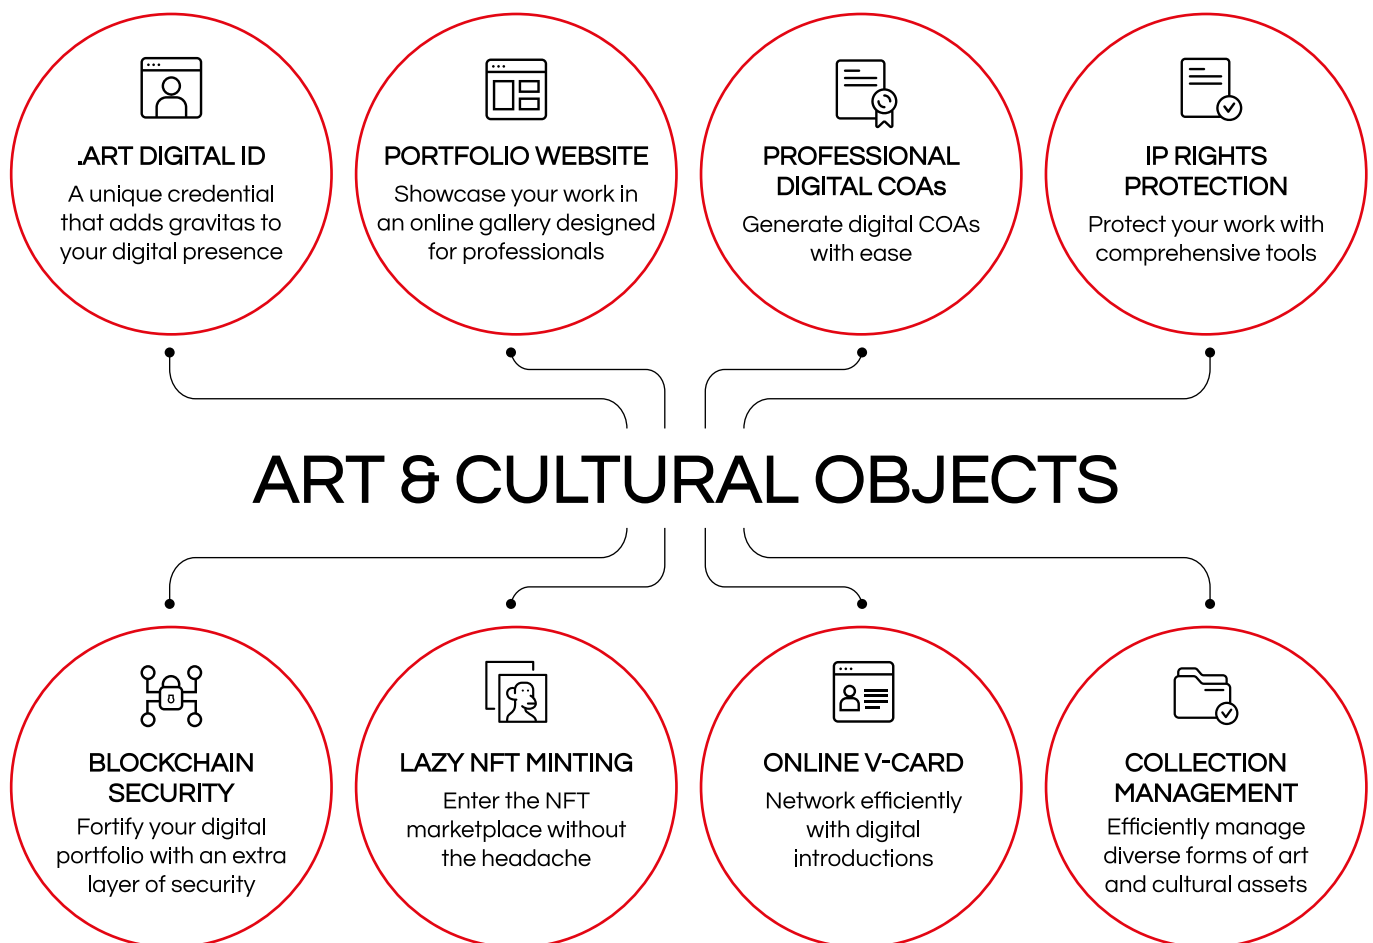 .ART DIGITAL ID
A unique credential
that adds gravitas to
your digital presence
PORTFOLIO WEBSITE
Showcase your work in
an online gallery designed
for professionals
PROFESSIONAL
DIGITAL COAs
Generate digital COAs
with ease
IP RIGHTS
PROTECTION
Protect your work with
comprehensive tools
ART & CULTURAL OBJECTS
BLOCKCHAIN
SECURITY
Fortify your digital
portfolio with an extra
layer of security
LAZY NFT MINTING
Enter the NFT
marketplace without
the headache
ONLINE V-CARD
Network efficiently
with digital
introductions
COLLECTION
MANAGEMENT
Efficiently manage
diverse forms of art
and cultural assets